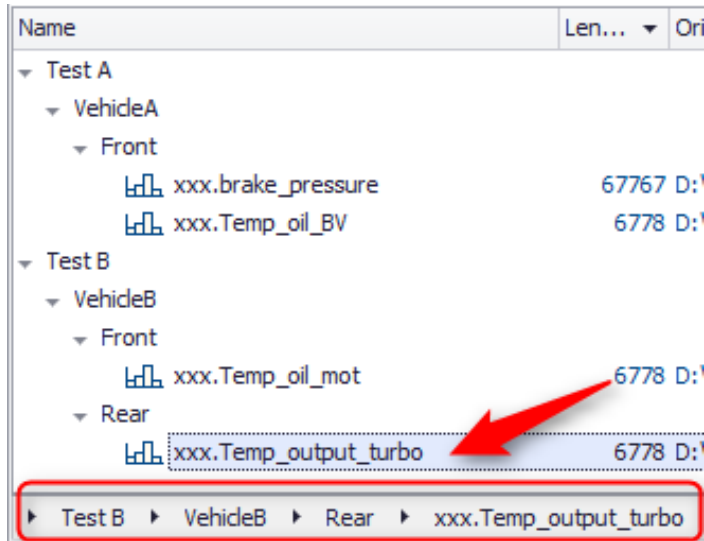 Name Len... Ori
Test A
VehicleA
Front
xxx.brake_pressure 67767 D:\
xxx.Temp_oil_BV 6778 D:\
Test B
VehicleB
Front
xxx.Temp_oil_mot 6778 D:\
Rear
xxx.Temp_output_turbo 6778 D:\
Test B VehicleB Rear xxx.Temp_output_turbo